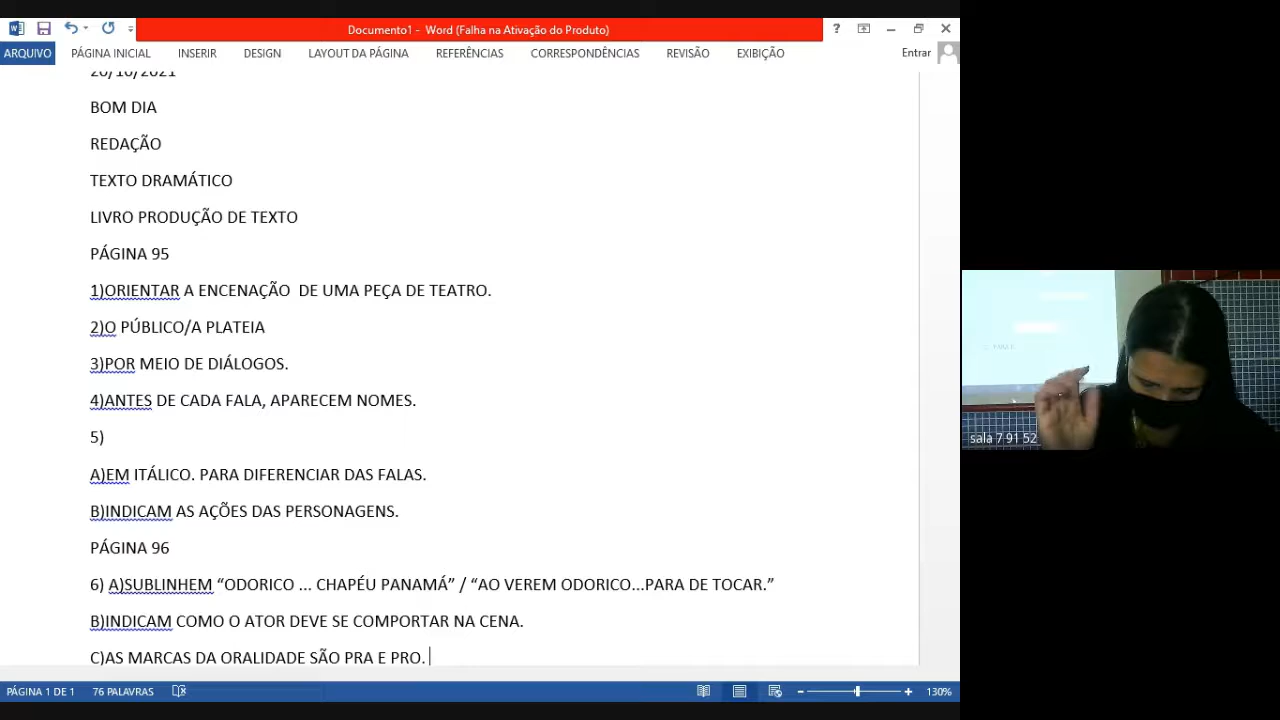 Documento1 - Word (Falha na Ativação do Produto)
?
ARQUIVO PÁGINA INICIAL INSERIR DESIGN LAYOUT DA PÁGINA REFERÊNCIAS CORRESPONDÊNCIAS REVISÃO EXIBIÇÃO Entrar
26/10/2021
BOM DIA
REDAÇÃO
TEXTO DRAMÁTICO
LIVRO PRODUÇÃO DE TEXTO
PÁGINA 95
1)ORIENTAR A ENCENAÇÃO DE UMA PEÇA DE TEATRO.
2)O PÚBLICO/A PLATEIA
3)POR MEIO DE DIÁLOGOS.
4)ANTES DE CADA FALA, APARECEM NOMES.
5)
A)EM ITÁLICO. PARA DIFERENCIAR DAS FALAS.
B)INDICAM AS AÇÕES DAS PERSONAGENS.
PÁGINA 96
6) A)SUBLINHEM “ODORICO ... CHAPÉU PANAMÁ” / “AO VEREM ODORICO...PARA DE TOCAR.”
B)INDICAM COMO O ATOR DEVE SE COMPORTAR NA CENA.
C)AS MARCAS DA ORALIDADE SÃO PRA E PRO.
PÁGINA 1 DE 1 76 PALAVRAS 130%
sala 7 91 52